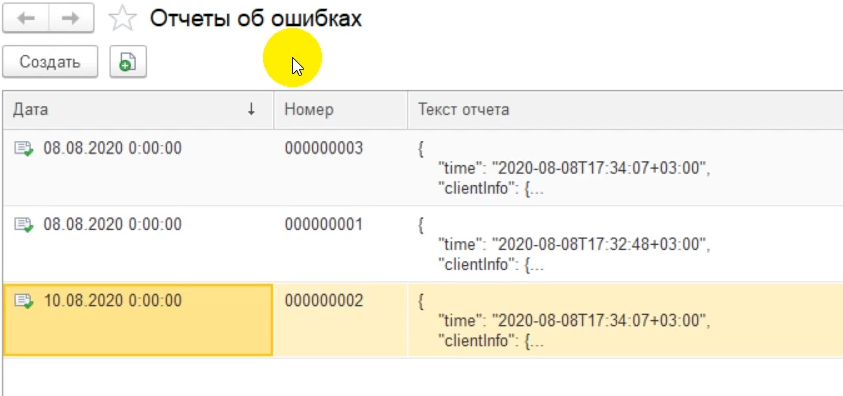 Отчеты об ошибках
Создать
Дата ↓ Номер Текст отчета
08.08.2020 0:00:00 000000003 {
"time": "2020-08-08T17:34:07+03:00",
"clientInfo": {...
08.08.2020 0:00:00 000000001 {
"time": "2020-08-08T17:32:48+03:00",
"clientInfo": {...
10.08.2020 0:00:00 000000002 {
"time": "2020-08-08T17:34:07+03:00",
"clientInfo": {...